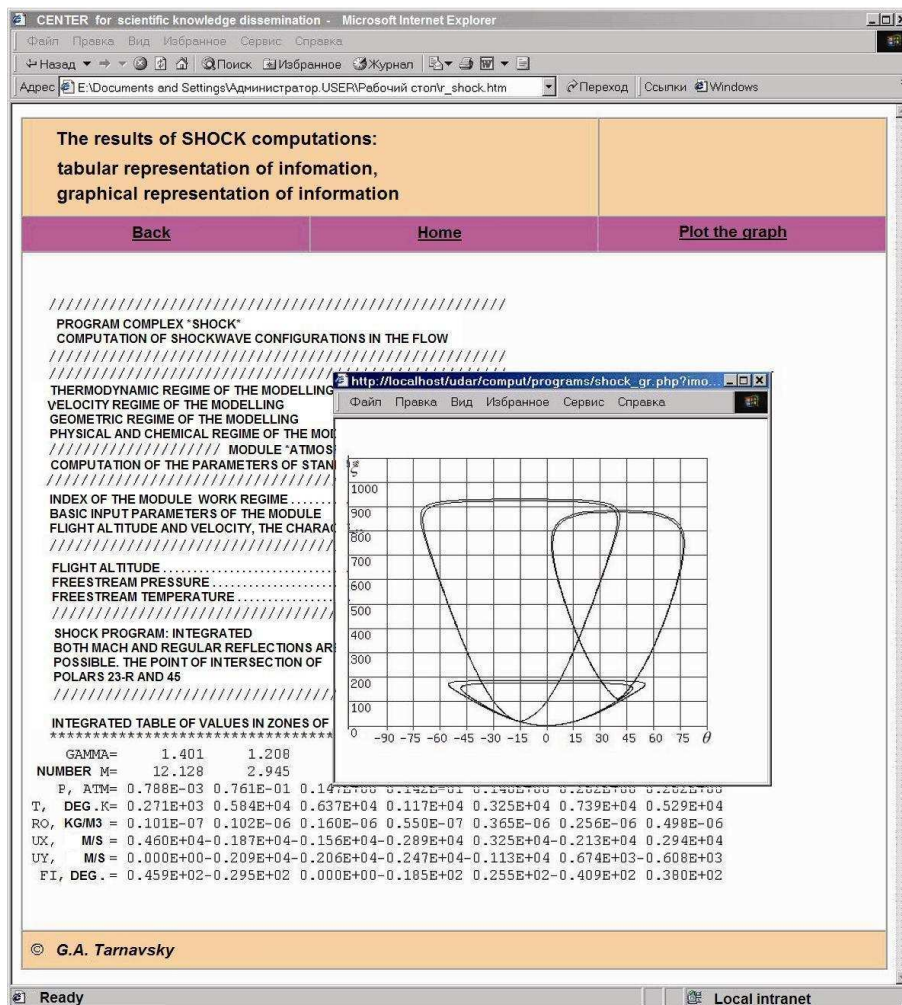 CENTER for scientific knowledge dissemination - Microsoft Internet Explorer
Файл Правка Вид Избранное Сервис Справка
Назад Поиск Избранное Журнал
Адрес E:\Documents and Settings\Администратор.USER\Рабочий стол\r_shock.htm Переход Ссылки Windows
The results of SHOCK computations:
tabular representation of infomation,
graphical representation of information
Back Home Plot the graph
////////////////////////////////////////////////////
PROGRAM COMPLEX *SHOCK*
COMPUTATION OF SHOCKWAVE CONFIGURATIONS IN THE FLOW
////////////////////////////////////////////////////
////////////////////////////////////////////////////
THERMODYNAMIC REGIME OF THE MODELLING
VELOCITY REGIME OF THE MODELLING
GEOMETRIC REGIME OF THE MODELLING
PHYSICAL AND CHEMICAL REGIME OF THE MOD
//////////////////// MODULE *ATMOS
COMPUTATION OF THE PARAMETERS OF STAN
/////////////////////////////////
INDEX OF THE MODULE WORK REGIME . . . . . . . .
BASIC INPUT PARAMETERS OF THE MODULE
FLIGHT ALTITUDE AND VELOCITY, THE CHARAC
/////////////////////////////////
FLIGHT ALTITUDE . . . . . . . . . . . . . . . . . . . . . . .
FREESTREAM PRESSURE . . . . . . . . . . . . . . . . .
FREESTREAM TEMPERATURE . . . . . . . . . . . . . .
/////////////////////////////////
SHOCK PROGRAM: INTEGRATED
BOTH MACH AND REGULAR REFLECTIONS ARE
POSSIBLE. THE POINT OF INTERSECTION OF
POLARS 23-R AND 45
/////////////////////////////////
INTEGRATED TABLE OF VALUES IN ZONES OF
*********************************
GAMMA= 1.401 1.208
NUMBER M= 12.128 2.945
P, ATM= 0.788E-03 0.761E-01
T, DEG.K= 0.271E+03 0.584E+04 0.637E+04 0.117E+04 0.325E+04 0.739E+04 0.529E+04
RO, KG/M3 = 0.101E-07 0.102E-06 0.160E-06 0.550E-07 0.365E-06 0.256E-06 0.498E-06
UX, M/S = 0.460E+04-0.187E+04-0.156E+04-0.289E+04 0.325E+04-0.213E+04 0.294E+04
UY, M/S = 0.000E+00-0.209E+04-0.206E+04-0.247E+04-0.113E+04 0.674E+03-0.608E+03
FI, DEG. = 0.459E+02-0.295E+02 0.000E+00-0.185E+02 0.255E+02-0.409E+02 0.380E+02
http://localhost/udar/comput/programs/shock_gr.php?imo...
Файл Правка Вид Избранное Сервис Справка
ξ
1000
900
800
700
600
500
400
300
200
100
0
-90 -75 -60 -45 -30 -15 0 15 30 45 60 75 θ
© G.A. Tarnavsky
Ready Local intranet